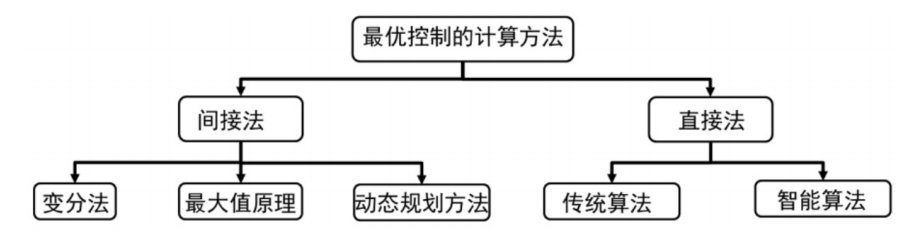 最优控制的计算方法
间接法
直接法
变分法
最大值原理
动态规划方法
传统算法
智能算法